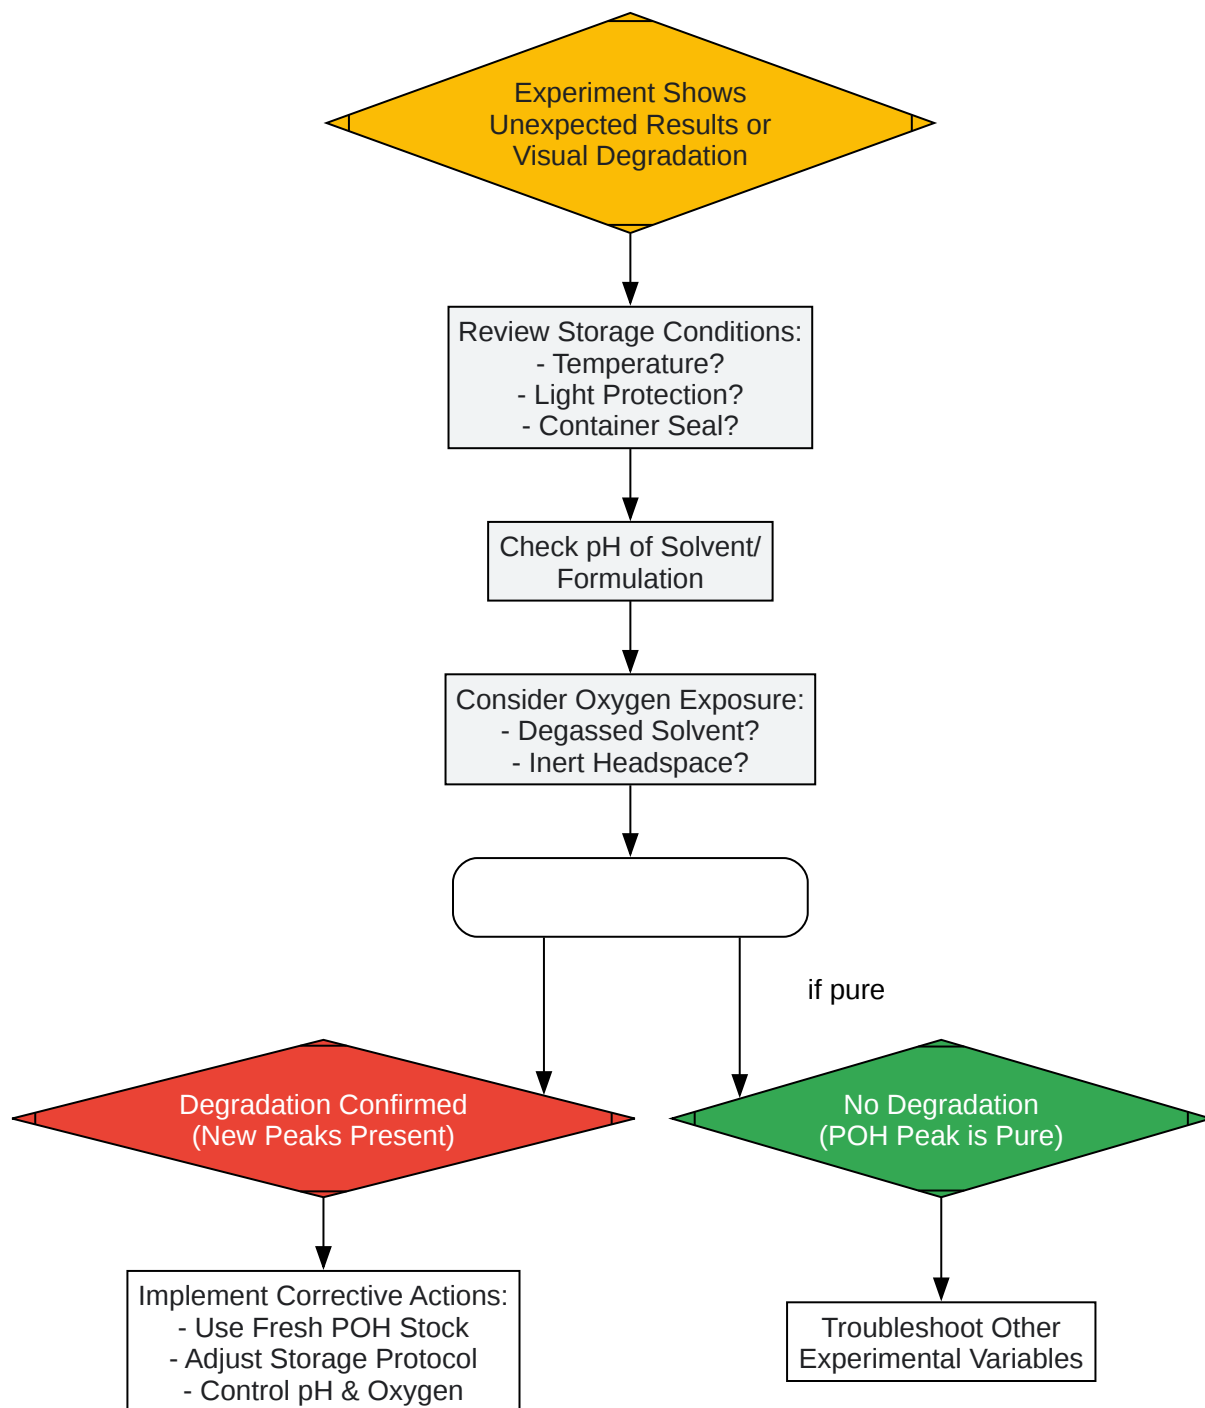 Experiment Shows
Unexpected Results or
Visual Degradation
Review Storage Conditions:
- Temperature?
- Light Protection?
- Container Seal?
Check pH of Solvent/
Formulation
Consider Oxygen Exposure:
- Degassed Solvent?
- Inert Headspace?
if pure
Degradation Confirmed
(New Peaks Present)
No Degradation
(POH Peak is Pure)
Implement Corrective Actions:
- Use Fresh POH Stock
- Adjust Storage Protocol
- Control pH & Oxygen
Troubleshoot Other
Experimental Variables